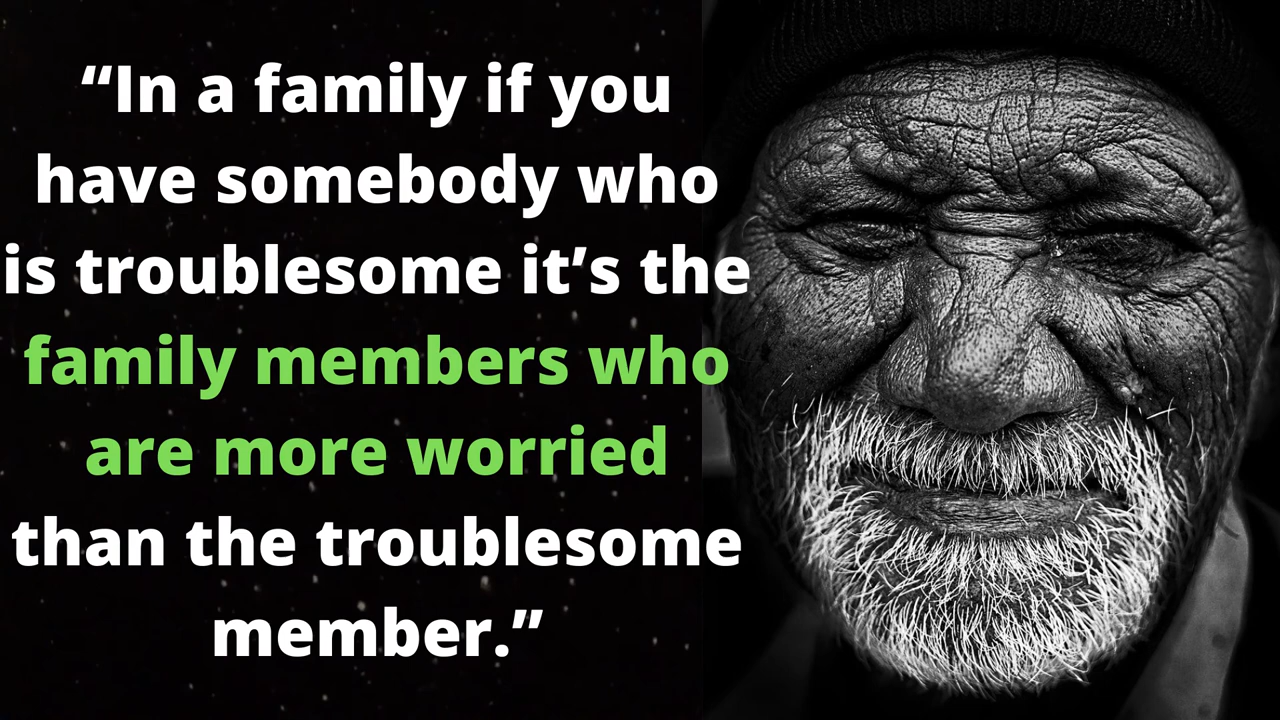 “In a family if you
have somebody who
is troublesome it’s the
family members who
are more worried
than the troublesome
member.”